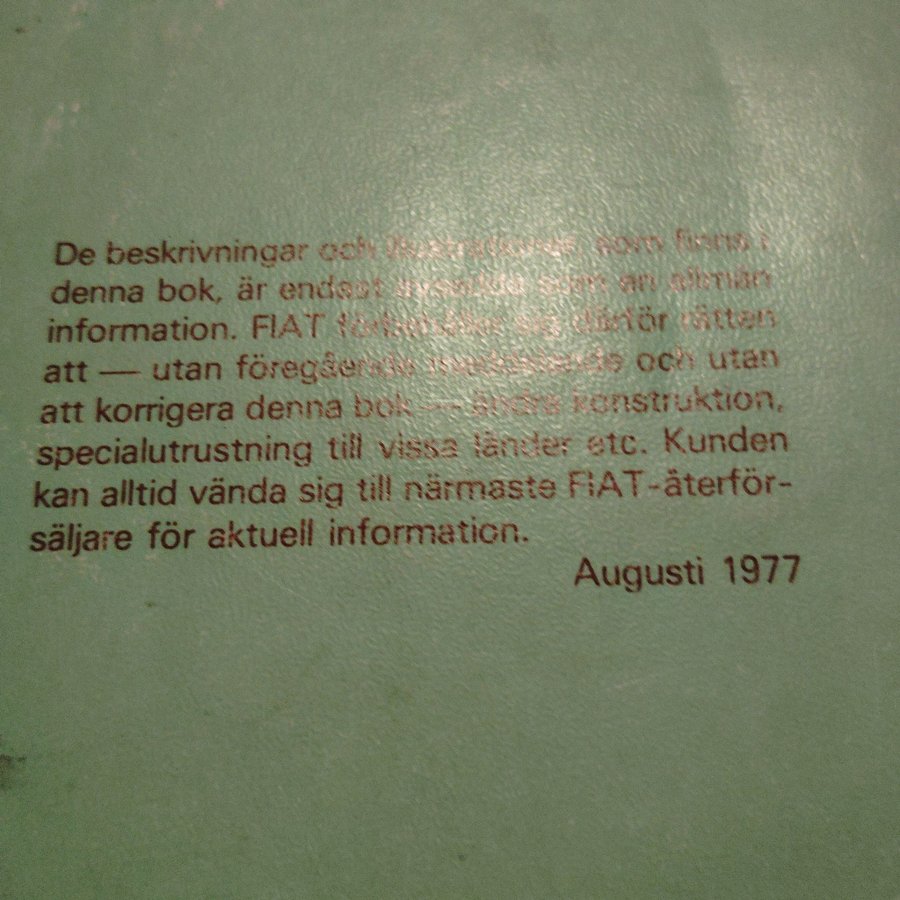 De beskrivningar och illustrationer, som finns i
denna bok, är endast avsedda som en allmän
information. FIAT förbehåller sig därför rätten
att — utan föregående meddelande och utan
att korrigera denna bok — ändra konstruktion,
specialutrustning till vissa länder etc. Kunden
kan alltid vända sig till närmaste FIAT-återför-
säljare för aktuell information.
Augusti 1977